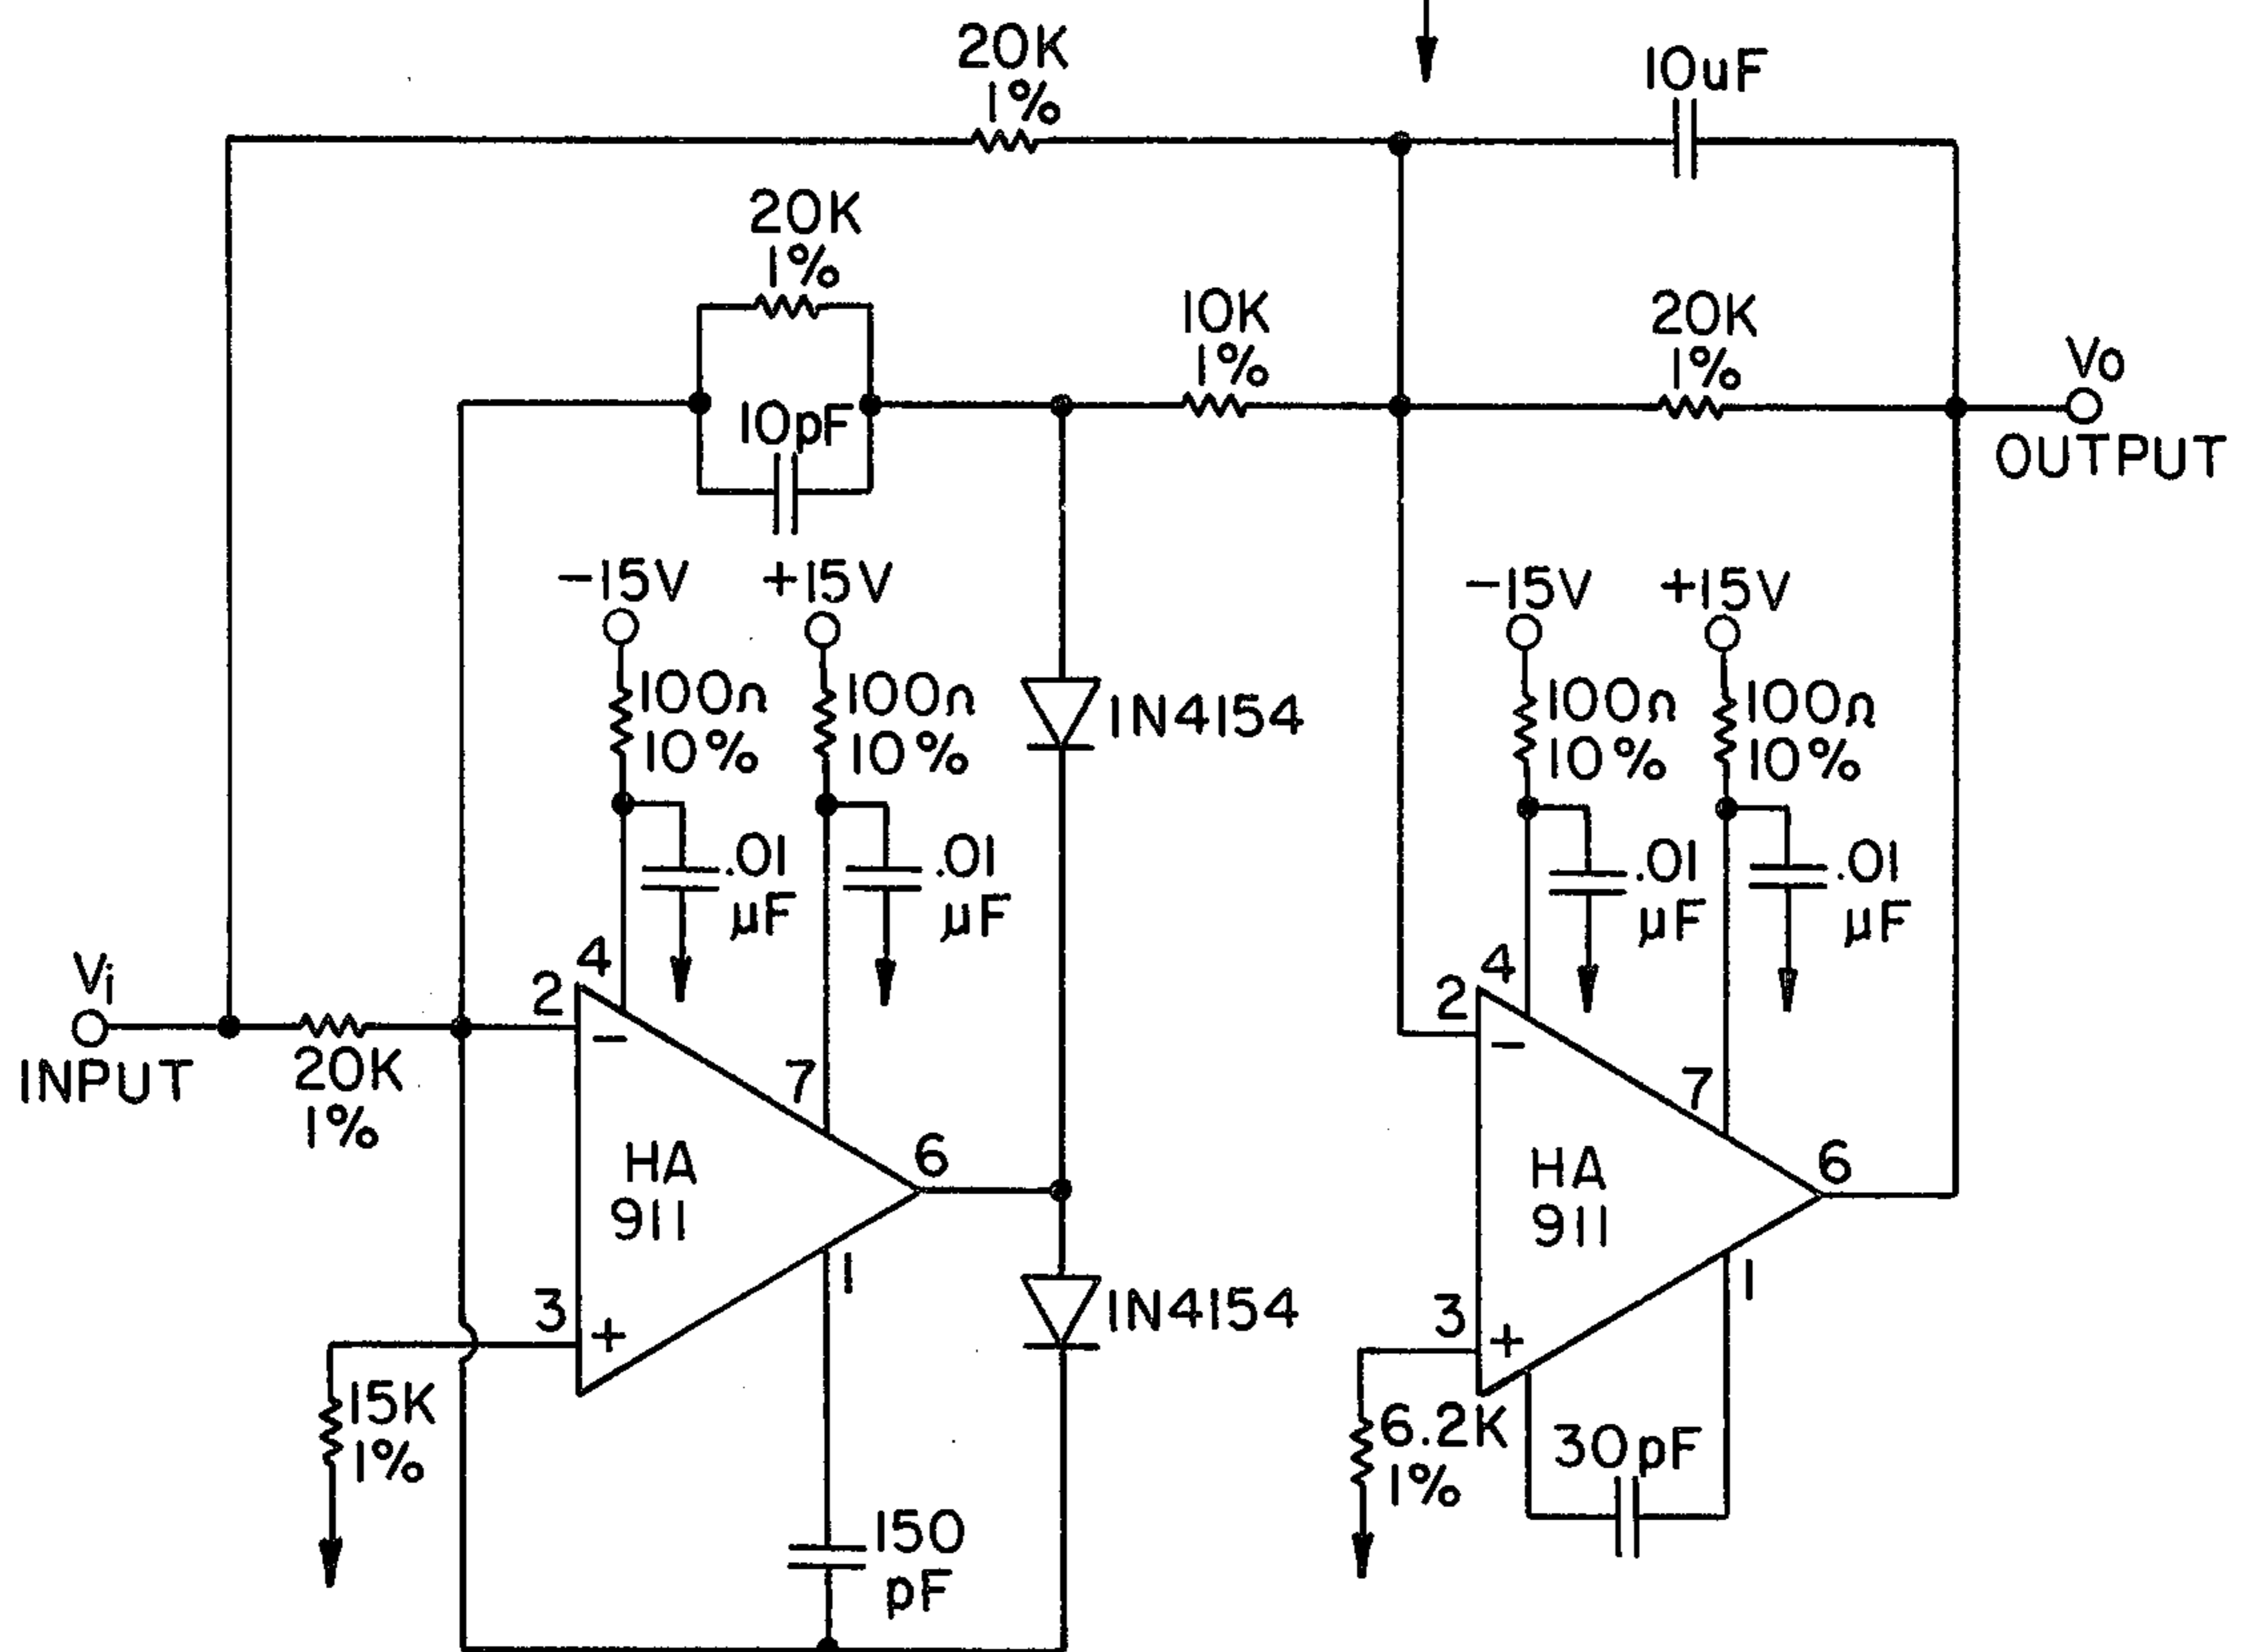 20K
1%
10uF
20K
1%
10K
1%
20K
1%
Vo
OUTPUT
10pF
-15V
+15V
-15V
+15V
100Ω
10%
100Ω
10%
1N4154
100Ω
10%
100Ω
10%
.01
µF
.01
µF
.01
µF
.01
µF
Vi
INPUT
20K
1%
2
4
-
7
HA
911
6
3
+
1
2
4
-
7
HA
911
6
3
+
1
1N4154
15K
1%
150
pF
6.2K
1%
30pF